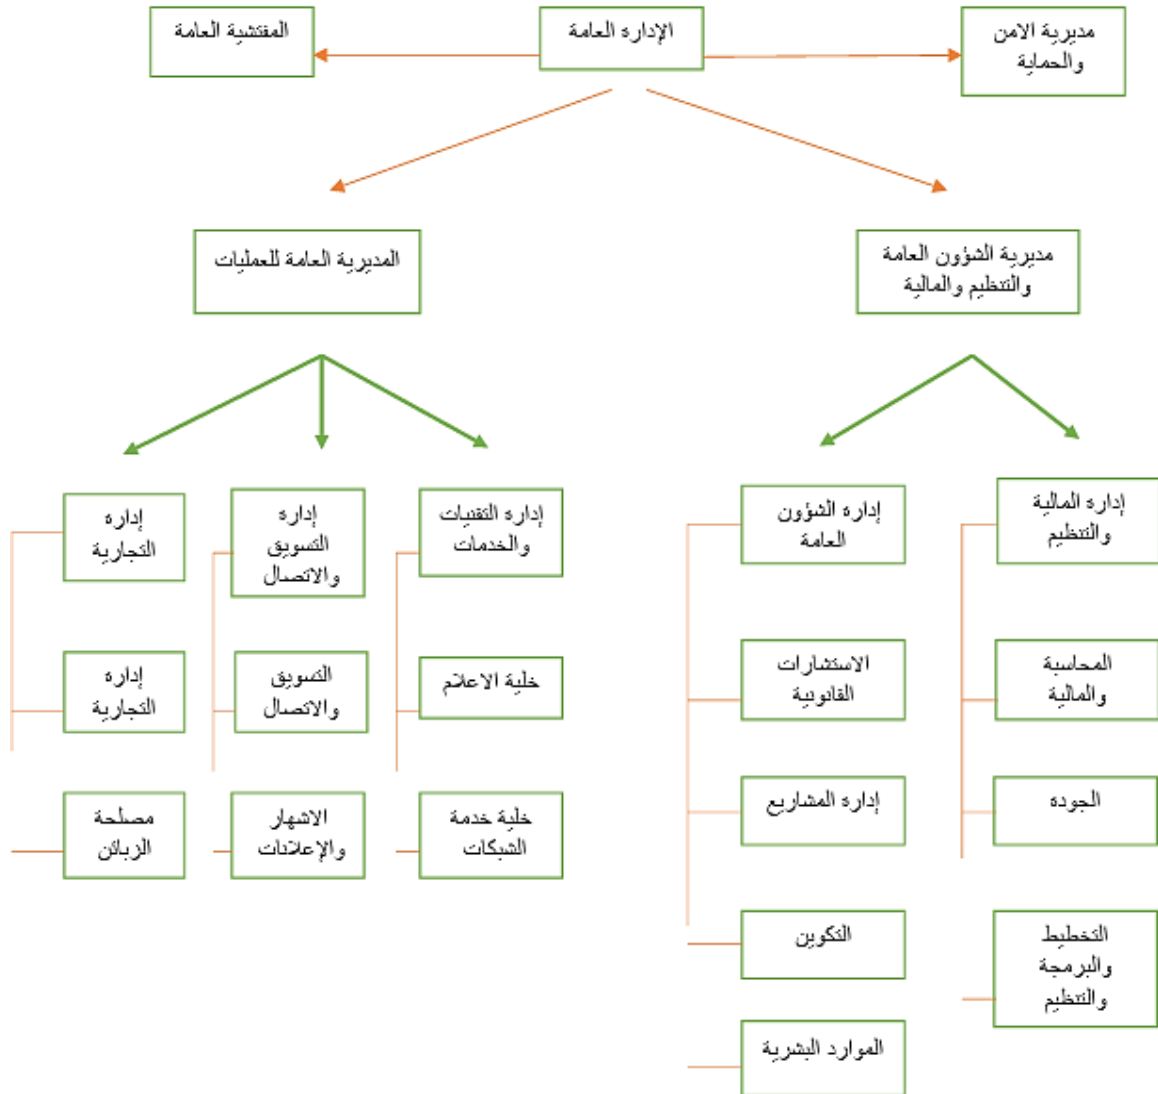 مديرية الامن
والحماية
الإدارة العامة
المفتشية العامة
مديرية الشؤون العامة
والتنظيم والمالية
المديرية العامة للعمليات
إدارة المالية
والتنظيم
إدارة الشؤون
العامة
إدارة التقنيات
والخدمات
إدارة
التسويق
والاتصال
إدارة
التجارية
المحاسبة
والمالية
الاستشارات
القانونية
خلية الاعلام
التسويق
والاتصال
إدارة
التجارية
الجودة
إدارة المشاريع
خلية خدمة
الشبكات
الاشهار
والإعلانات
مصلحة
الزبائن
التخطيط
والبرمجة
والتنظيم
التكوين
الموارد البشرية